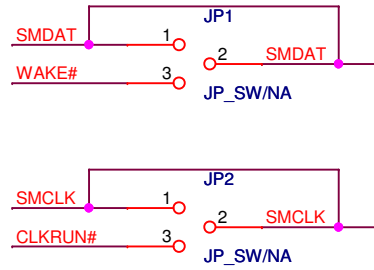 JP1
SMDAT 1
2 SMDAT
WAKE# 3
JP_SW/NA
JP2
SMCLK 1
2 SMCLK
CLKRUN# 3
JP_SW/NA